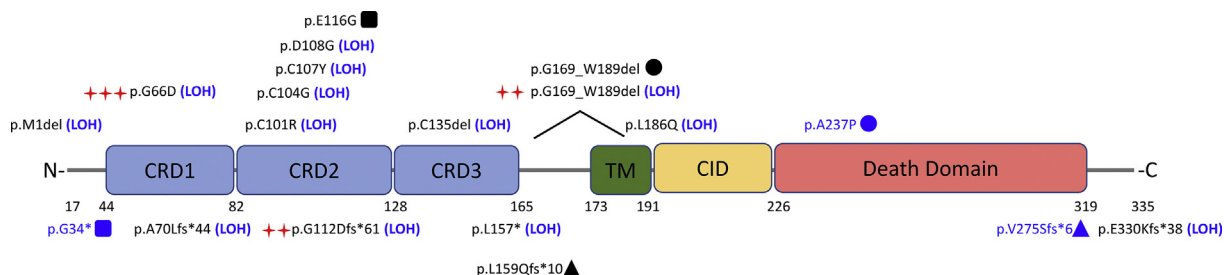 p.E116G
p.D108G (LOH)
p.C107Y (LOH)
p.G169_W189del
p.G66D (LOH)
p.C104G (LOH)
p.G169_W189del (LOH)
p.M1del (LOH)
p.C101R (LOH)
p.C135del (LOH)
p.L186Q (LOH)
p.A237P
N-
CRD1
CRD2
CRD3
TM
CID
Death Domain
-C
17 44 82 128 165 173 191 226 319 335
p.G34*
p.A70Lfs*44 (LOH)
p.G112Dfs*61 (LOH)
p.L157* (LOH)
p.V275Sfs*6
p.E330Kfs*38 (LOH)
p.L159Qfs*10